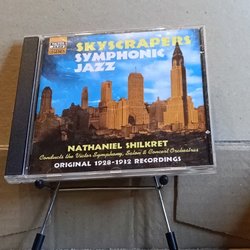 SKYSCRAPERS
SYMPHONIC
JAZZ
NATHANIEL SHILKRET
Conducts the Victor Symphony, Salon & Concert Orchestras
ORIGINAL 1928-1932 RECORDINGS